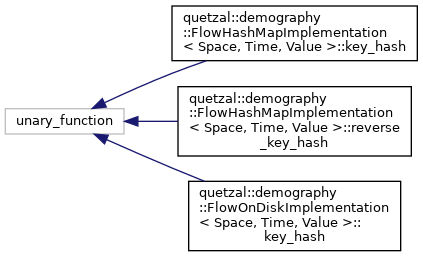 unary_function
quetzal::demography
::FlowHashMapImplementation
< Space, Time, Value >::key_hash
quetzal::demography
::FlowHashMapImplementation
< Space, Time, Value >::reverse
_key_hash
quetzal::demography
::FlowOnDiskImplementation
< Space, Time, Value >::
key_hash